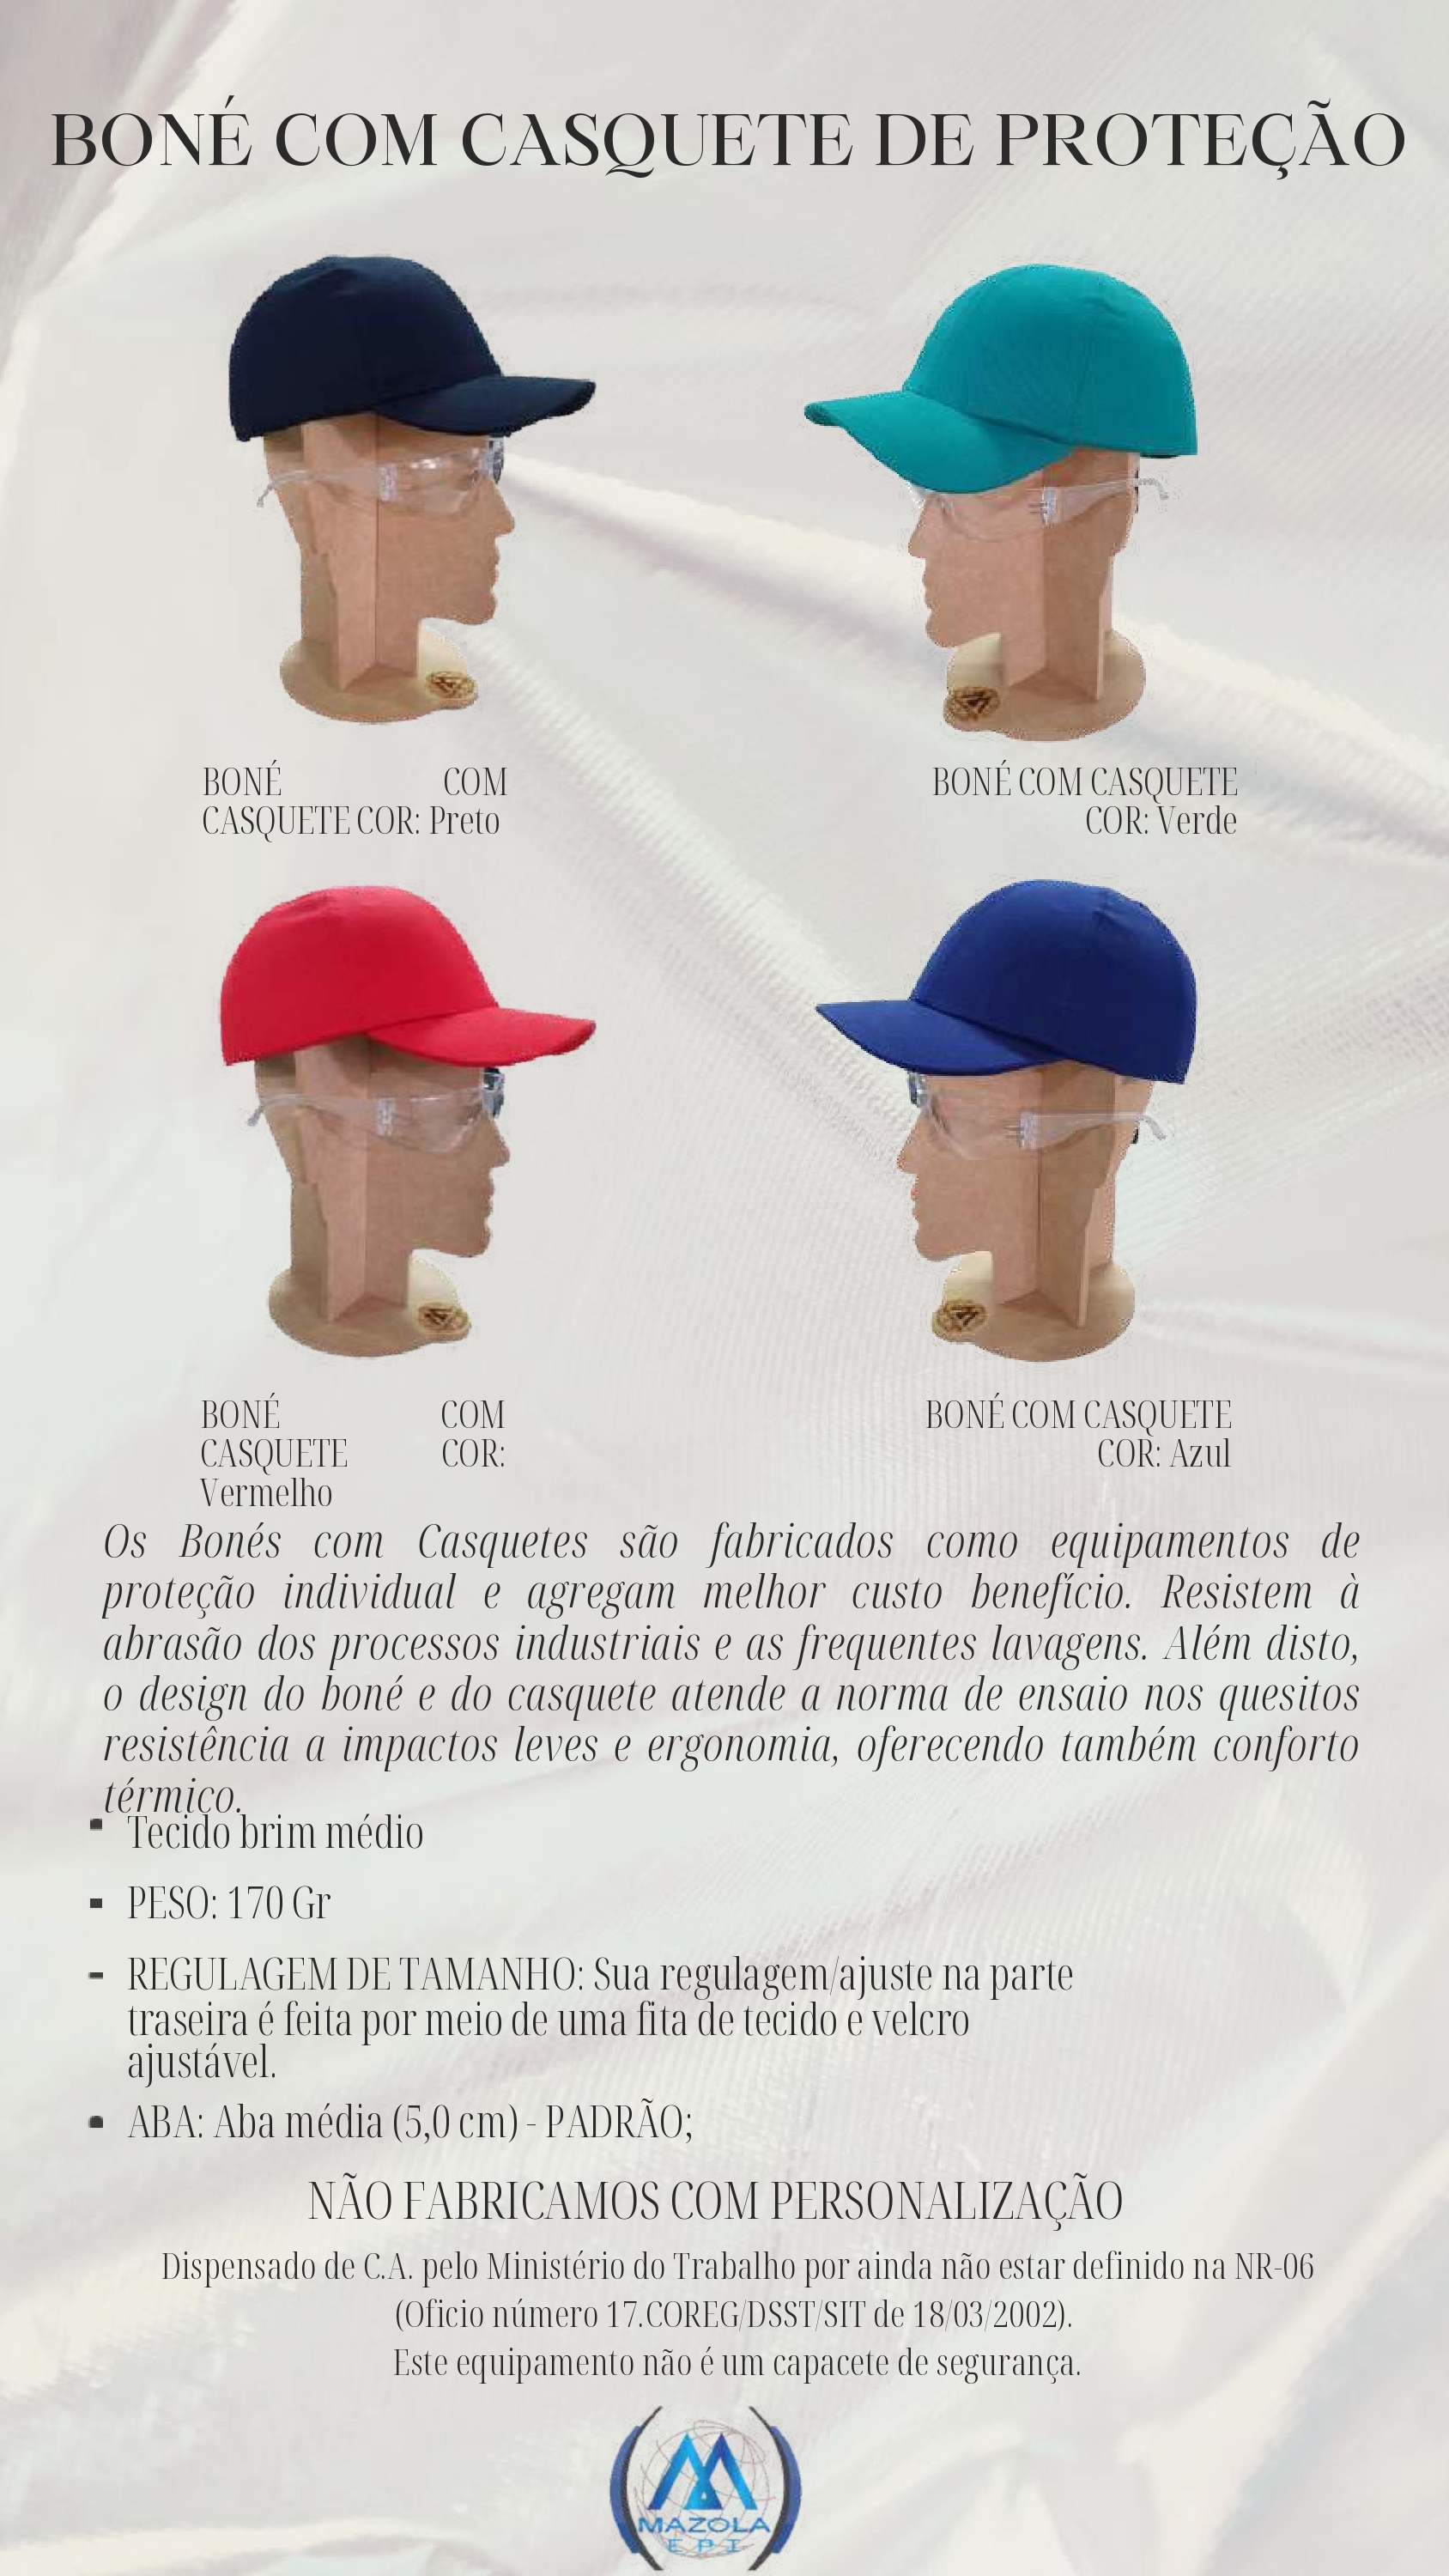 BONÉ COM CASQUETE DE PROTEÇÃO
BONÉ COM
CASQUETE COR: Preto
BONÉ COM CASQUETE
COR: Verde
BONÉ COM
CASQUETE COR:
Vermelho
BONÉ COM CASQUETE
COR: Azul
Os Bonés com Casquetes são fabricados como equipamentos de
proteção individual e agregam melhor custo benefício. Resistem à
abrasão dos processos industriais e as frequentes lavagens. Além disto,
o design do boné e do casquete atende a norma de ensaio nos quesitos
resistência a impactos leves e ergonomia, oferecendo também conforto
térmico.
Tecido brim médio
PESO: 170 Gr
REGULAGEM DE TAMANHO: Sua regulagem/ajuste na parte
traseira é feita por meio de uma fita de tecido e velcro
ajustável.
ABA: Aba média (5,0 cm) - PADRÃO;
NÃO FABRICAMOS COM PERSONALIZAÇÃO
Dispensado de C.A. pelo Ministério do Trabalho por ainda não estar definido na NR-06
(Oficio número 17.COREG/DSST/SIT de 18/03/2002).
Este equipamento não é um capacete de segurança.
MAZOLA
EPI